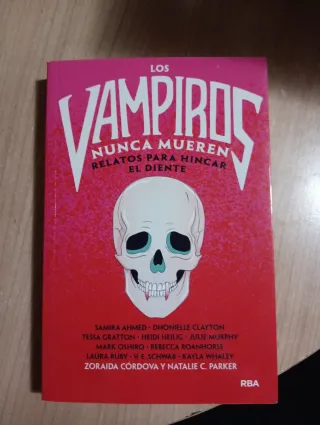 LOS
VAMPIROS
NUNCA MUEREN
RELATOS PARA HINCAR
EL DIENTE
SAMIRA AHMED · DHONIELLE CLAYTON
TESSA GRATTON · HEIDI HEILIG · JULIE MURPHY
MARK OSHIRO · REBECCA ROANHORSE
LAURA RUBY · V. E. SCHWAB · KAYLA WHALEY
ZORAIDA CÓRDOVA Y NATALIE C. PARKER
RBA